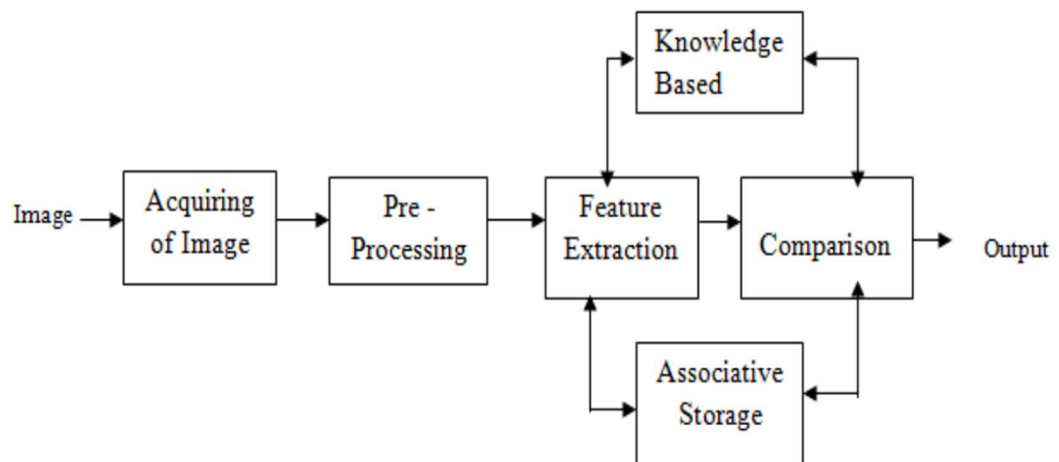 Knowledge
Based
Image
Acquiring
of Image
Pre -
Processing
Feature
Extraction
Comparison
Output
Associative
Storage